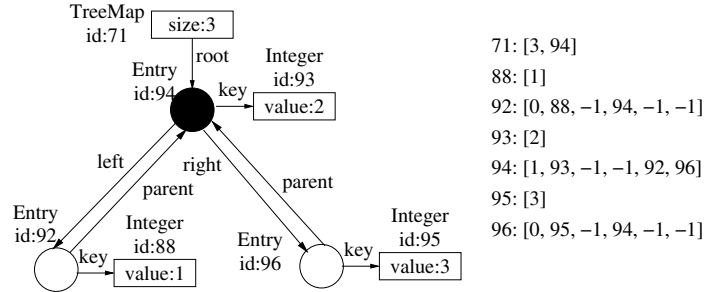 TreeMap
id:71
size:3
root
Entry
id:94
key
Integer
id:93
value:2
left
parent
right
parent
Entry
id:92
key
Integer
id:88
value:1
Entry
id:96
key
Integer
id:95
value:3
71: [3, 94]
88: [1]
92: [0, 88, −1, 94, −1, −1]
93: [2]
94: [1, 93, −1, −1, 92, 96]
95: [3]
96: [0, 95, −1, 94, −1, −1]